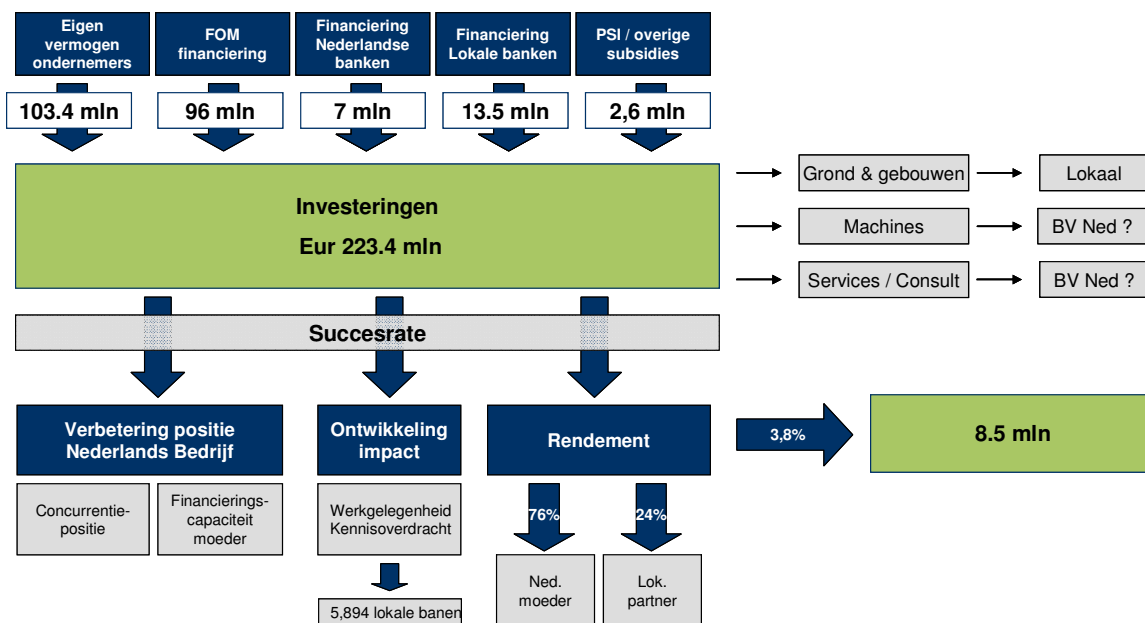 Eigen
vermogen
ondernemers
FOM
financiering
Financiering
Nederlandse
banken
Financiering
Lokale banken
PSI / overige
subsidies
103.4 mln
96 mln
7 mln
13.5 mln
2,6 mln
Investeringen
Eur 223.4 mln
Grond & gebouwen
Lokaal
Machines
BV Ned ?
Services / Consult
BV Ned ?
Succesrate
Verbetering positie
Nederlands Bedrijf
Ontwikkeling
impact
Rendement
3,8%
8.5 mln
Concurrentie-
positie
Financierings-
capaciteit
moeder
Werkgelegenheid
Kennisoverdracht
76%
24%
Ned.
moeder
Lok.
partner
5,894 lokale banen